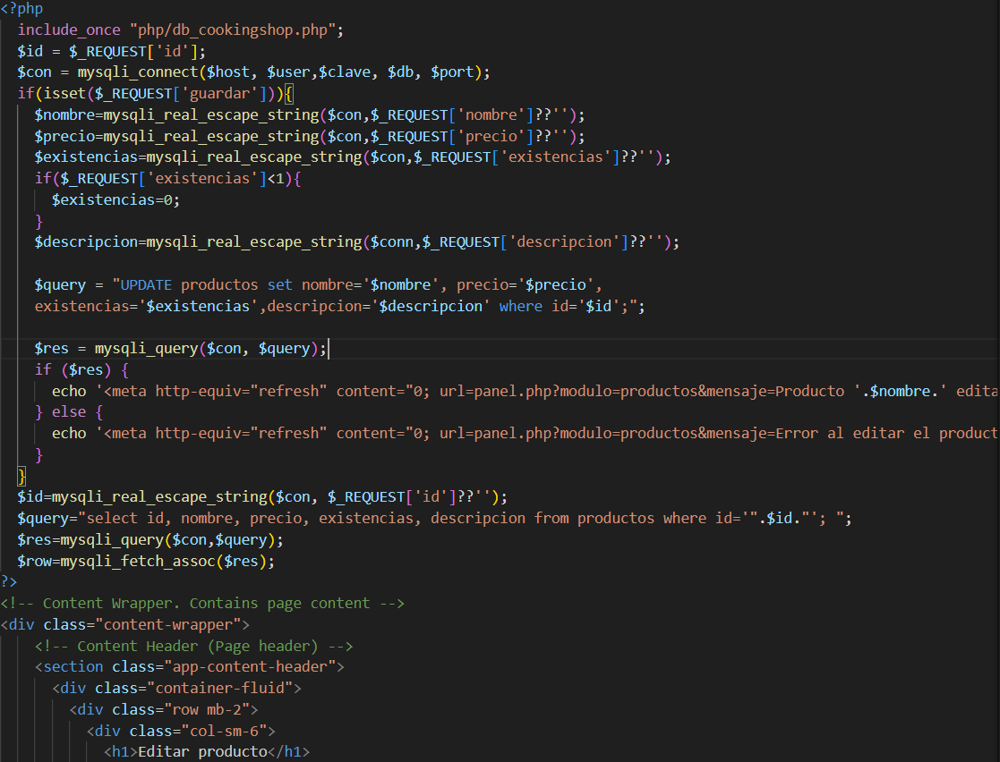 <?php
include_once "php/db_cookingshop.php";
$id = $_REQUEST['id'];
$con = mysqli_connect($host, $user,$clave, $db, $port);
if(isset($_REQUEST['guardar'])){
$nombre=mysqli_real_escape_string($con,$_REQUEST['nombre']??'');
$precio=mysqli_real_escape_string($con,$_REQUEST['precio']??'');
$existencias=mysqli_real_escape_string($con,$_REQUEST['existencias']??'');
if($_REQUEST['existencias']<1){
$existencias=0;
}
$descripcion=mysqli_real_escape_string($conn,$_REQUEST['descripcion']??'');
$query = "UPDATE productos set nombre='$nombre', precio='$precio',
existencias='$existencias',descripcion='$descripcion' where id='$id';";
$res = mysqli_query($con, $query);
if ($res) {
echo '<meta http-equiv="refresh" content="0; url=panel.php?modulo=productos&mensaje=Producto '.$nombre.' edita
} else {
echo '<meta http-equiv="refresh" content="0; url=panel.php?modulo=productos&mensaje=Error al editar el product
}
}
$id=mysqli_real_escape_string($con, $_REQUEST['id']??'');
$query="select id, nombre, precio, existencias, descripcion from productos where id='".$id."'; ";
$res=mysqli_query($con,$query);
$row=mysqli_fetch_assoc($res);
?>
<!-- Content Wrapper. Contains page content -->
<div class="content-wrapper">
<!-- Content Header (Page header) -->
<section class="app-content-header">
<div class="container-fluid">
<div class="row mb-2">
<div class="col-sm-6">
<h1>Editar producto</h1>